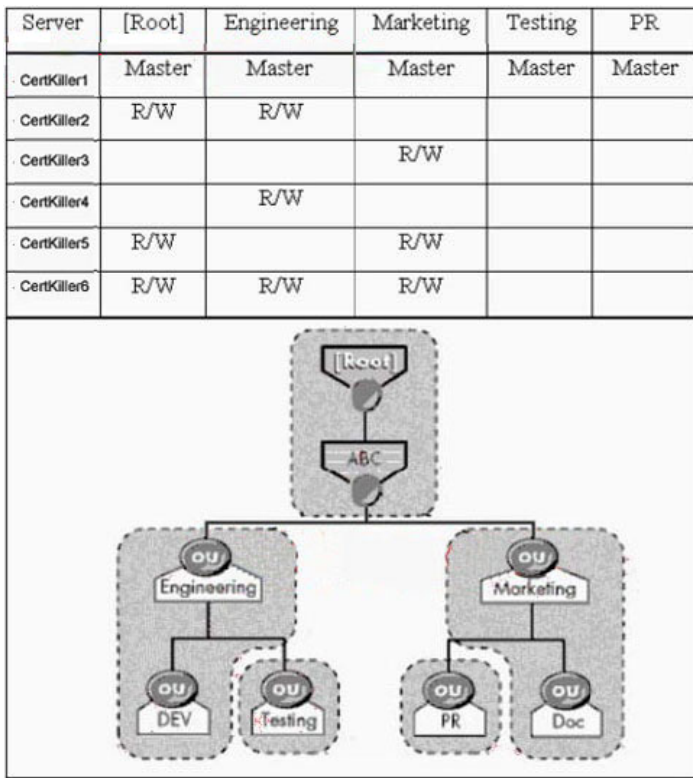 Server [Root] Engineering Marketing Testing PR
CertKiller1 Master Master Master Master Master
CertKiller2 R/W R/W
CertKiller3 R/W
CertKiller4 R/W
CertKiller5 R/W R/W
CertKiller6 R/W R/W R/W
[Root]
ABC
OU OU
Engineering Marketing
OU OU OU OU
DEV Testing PR Doc